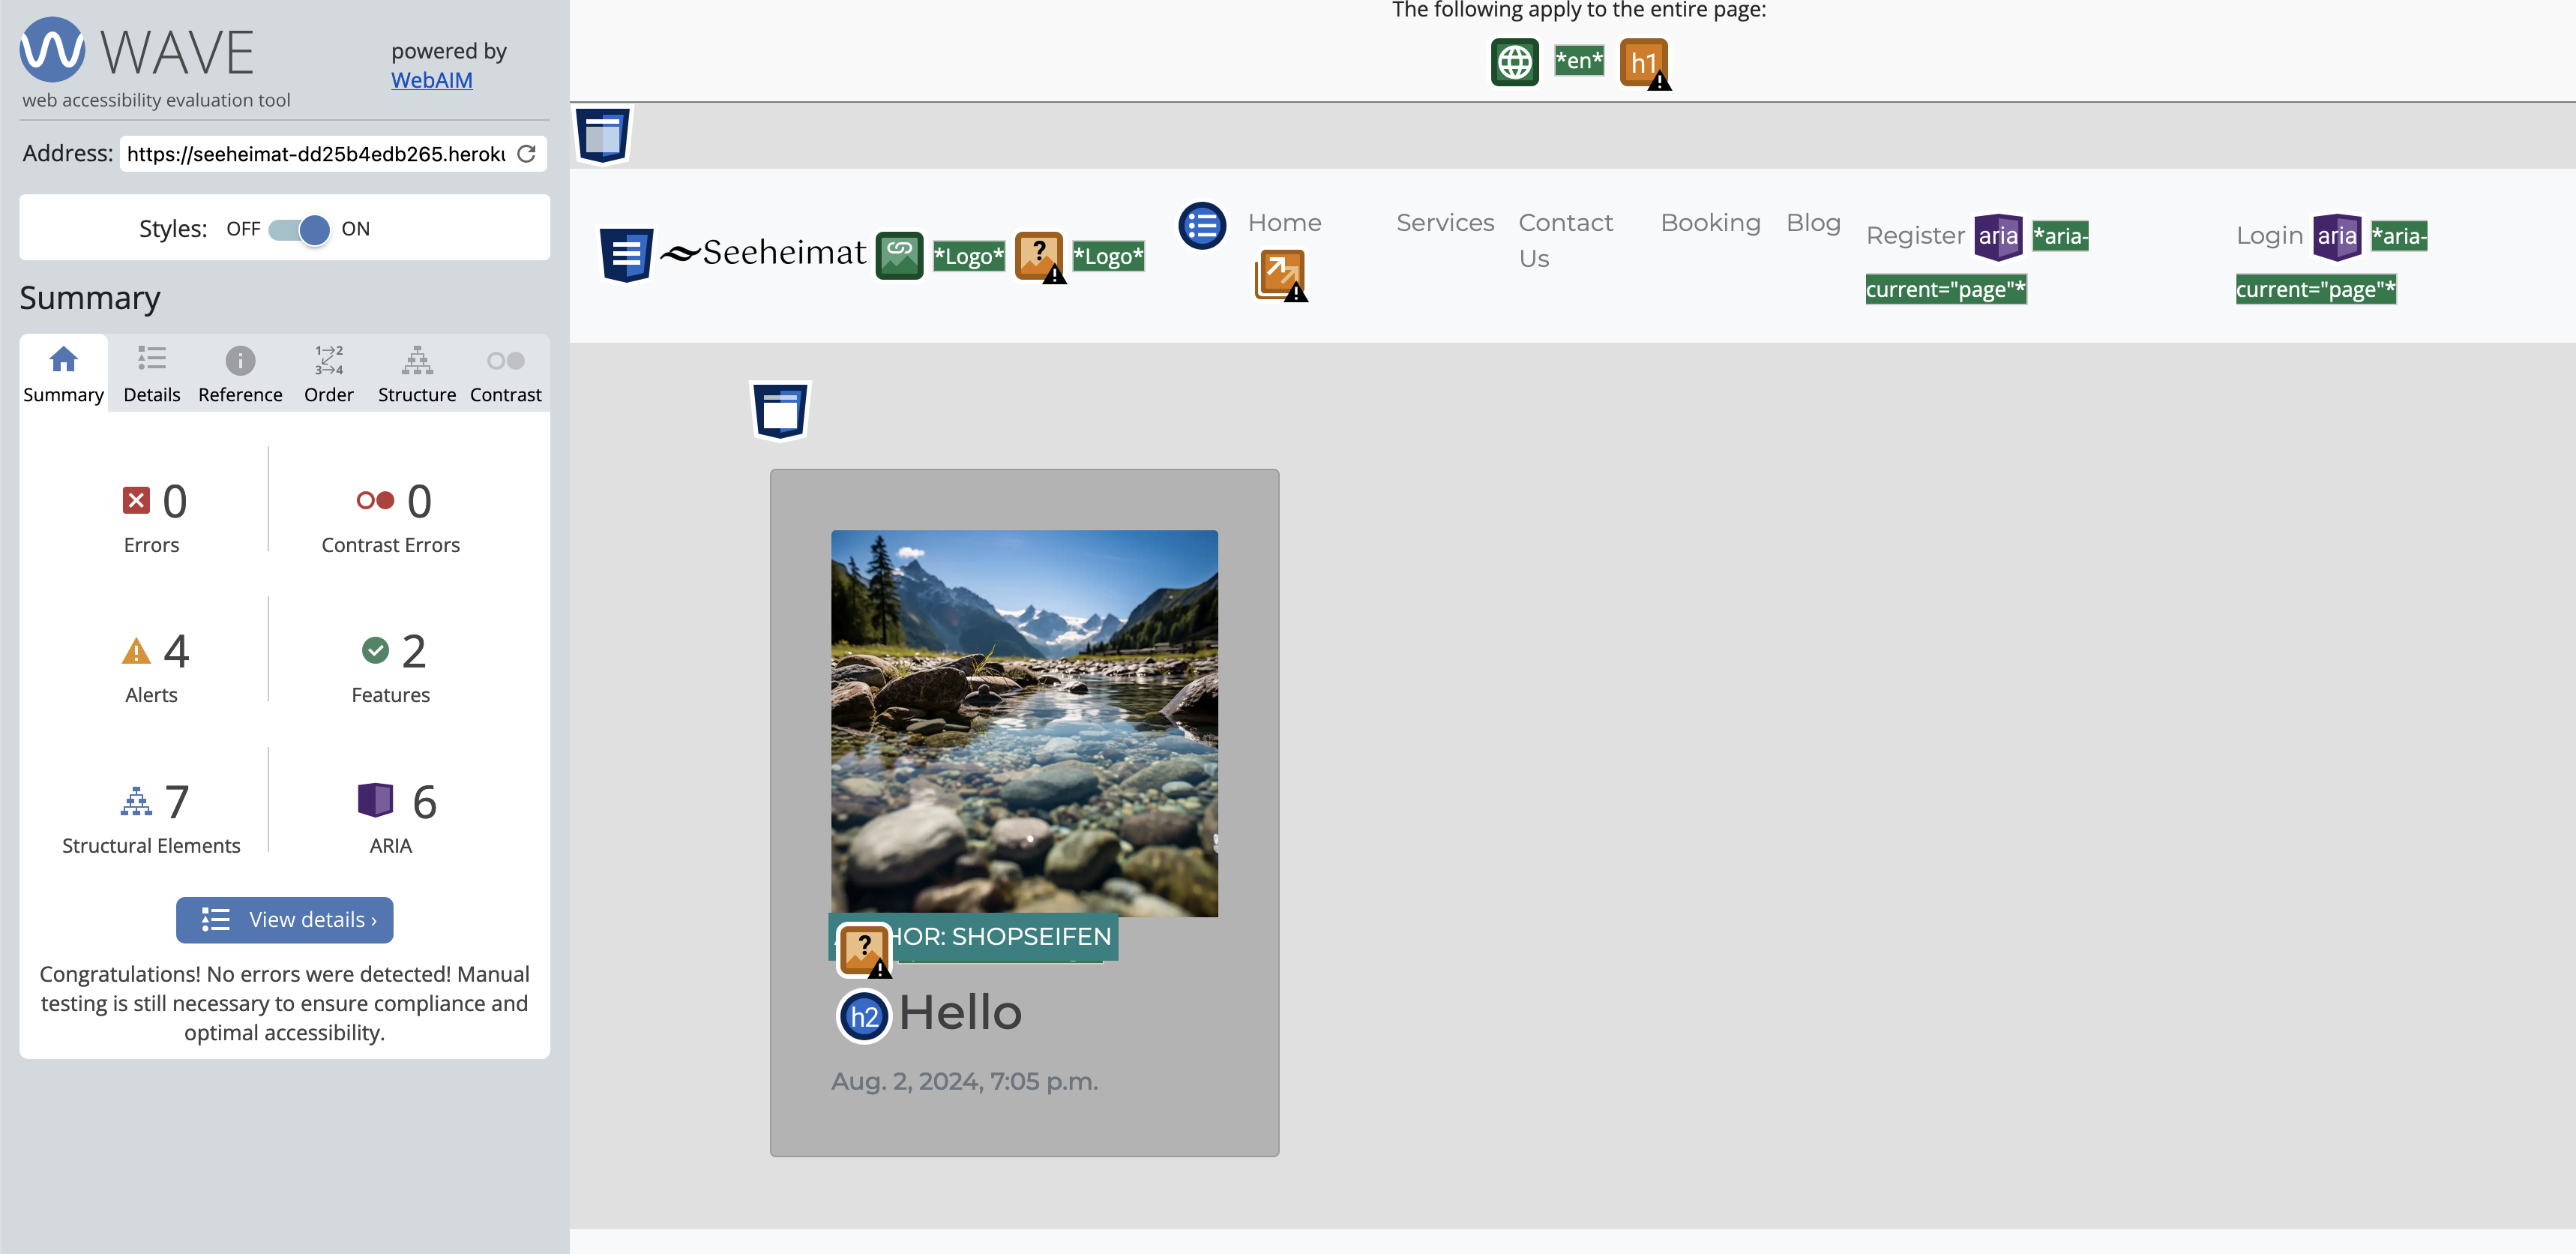 WAVE
powered by
WebAIM
web accessibility evaluation tool
Address: https://seeheimat-dd25b4edb265.heroku
Styles: OFF ON
Summary
Summary Details Reference Order Structure Contrast
0
Errors
0
Contrast Errors
4
Alerts
2
Features
7
Structural Elements
6
ARIA
View details ›
Congratulations! No errors were detected! Manual
testing is still necessary to ensure compliance and
optimal accessibility.
The following apply to the entire page:
*en* h1
Seeheimat *Logo* ? *Logo*
Home
Services
Contact
Us
Booking
Blog
Register aria *aria-
current="page"*
Login aria *aria-
current="page"*
? HOR: SHOPSEIFEN
h2 Hello
Aug. 2, 2024, 7:05 p.m.